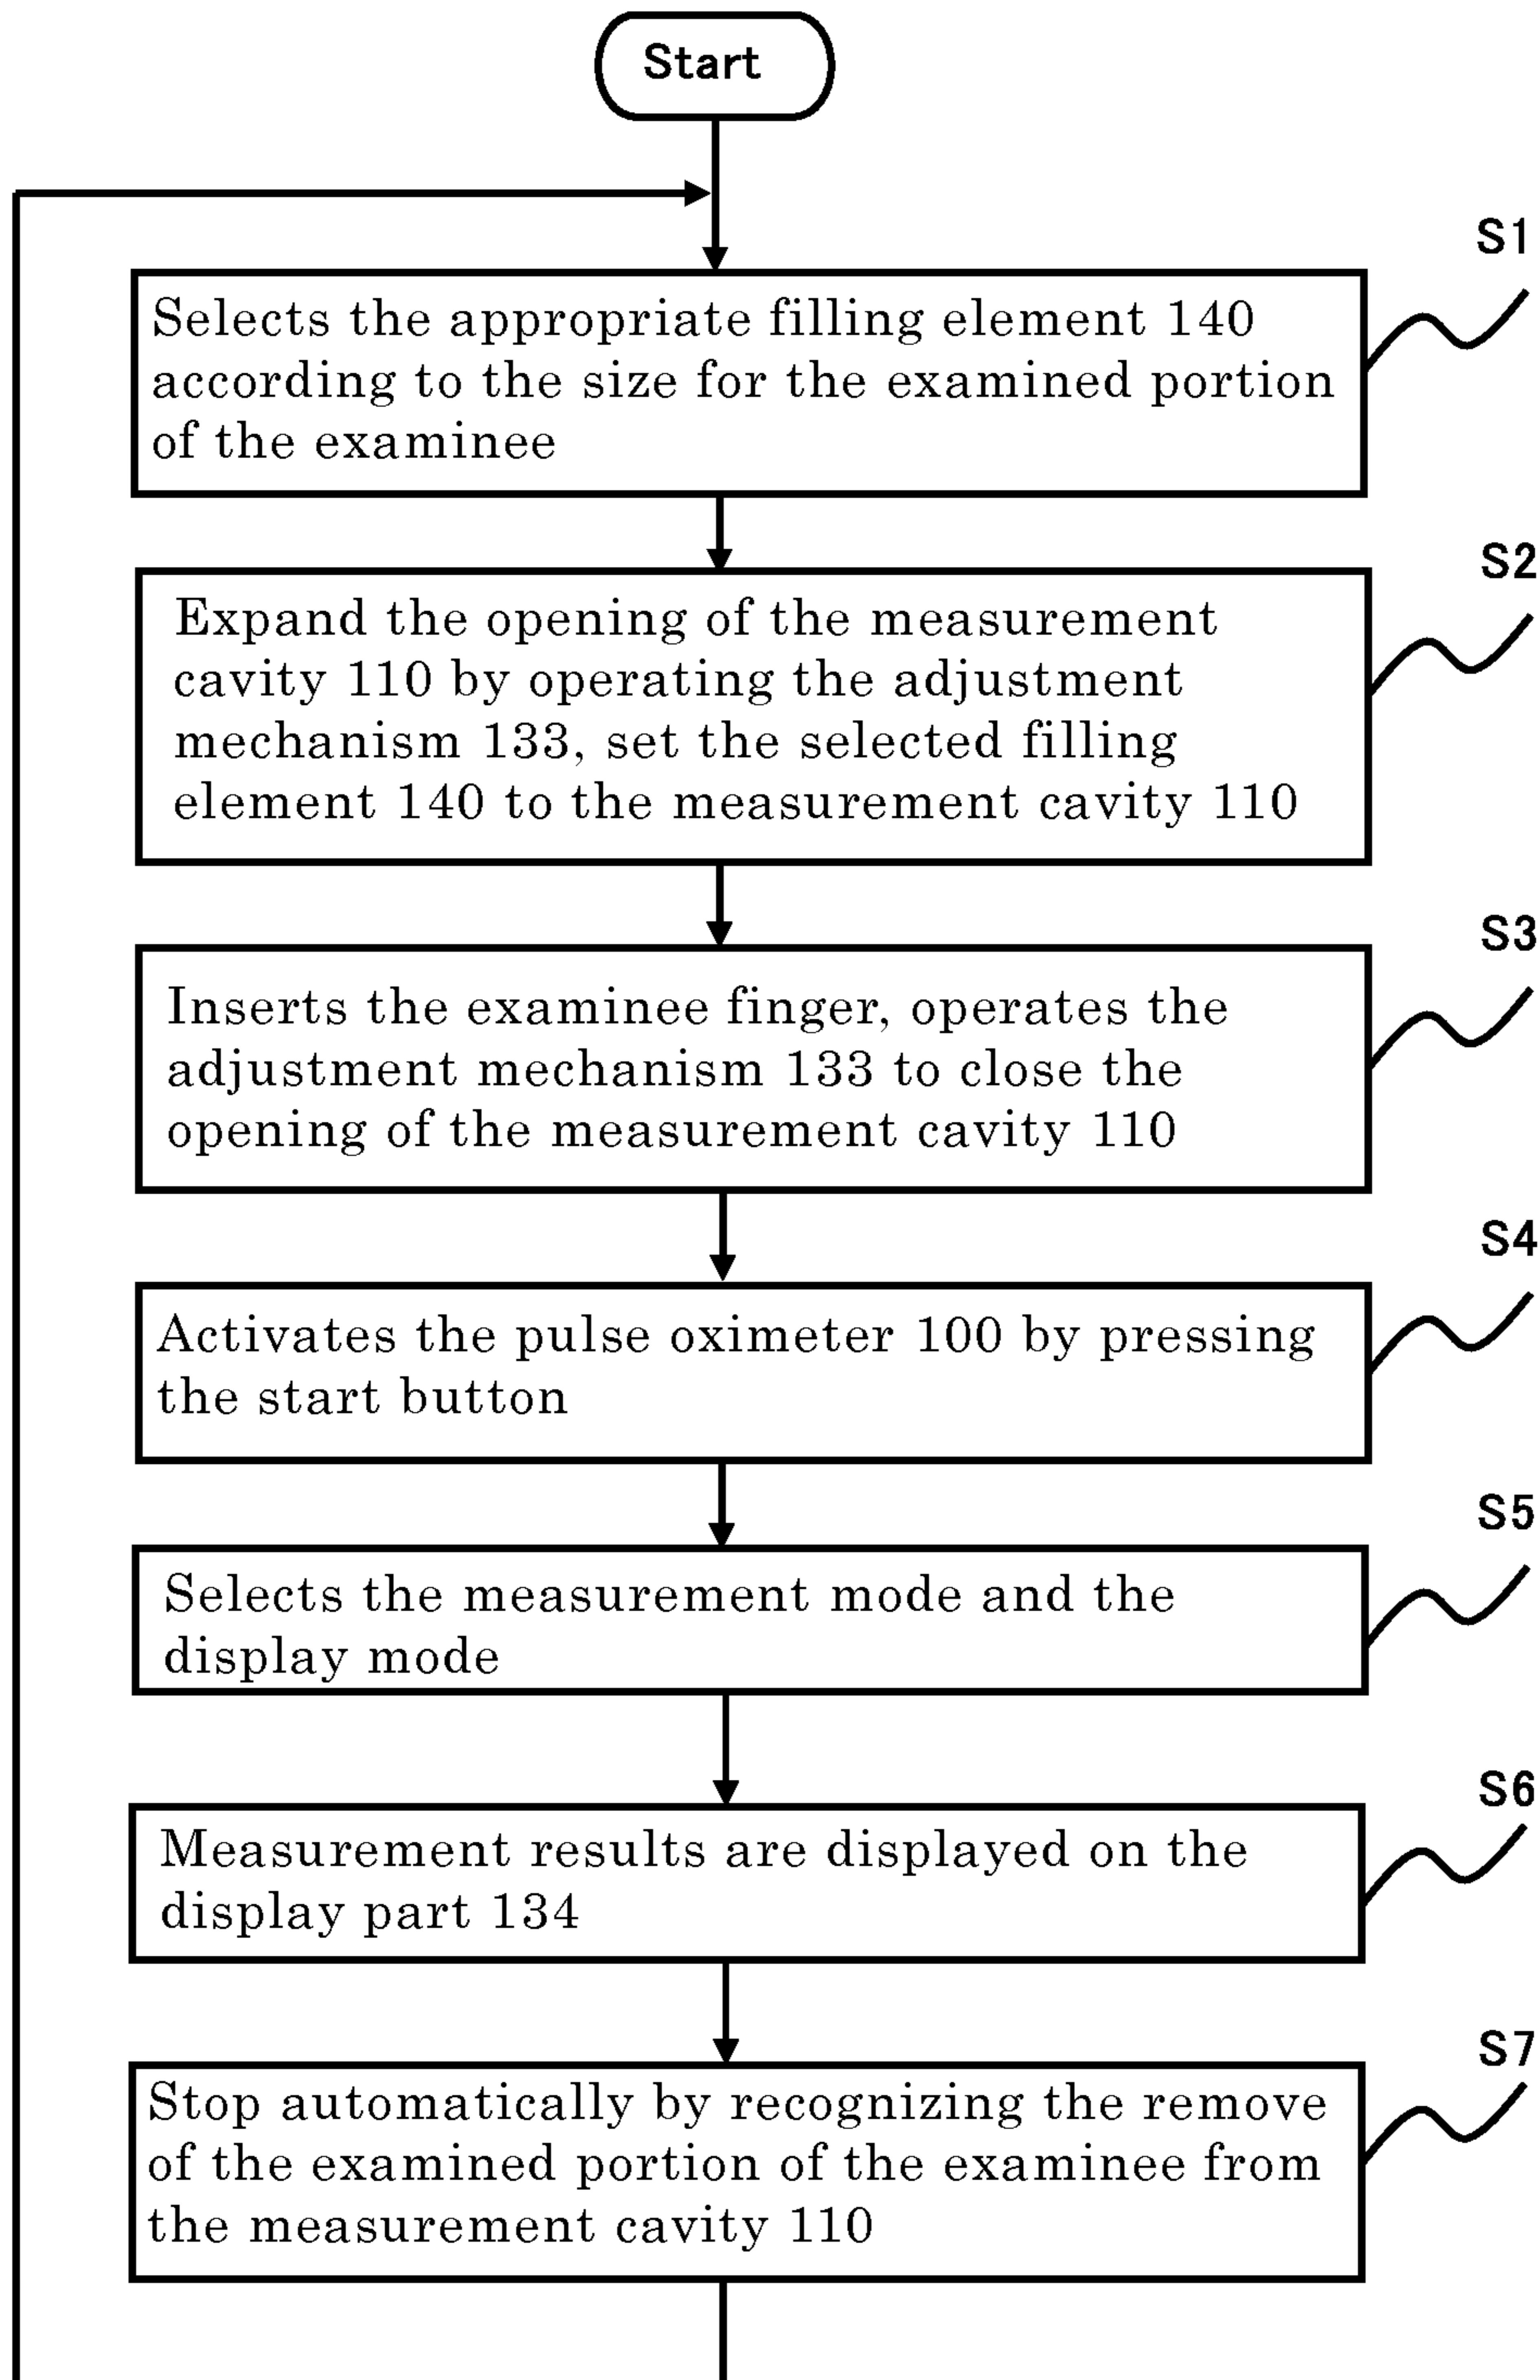 Start
S1
Selects the appropriate filling element 140
according to the size for the examined portion
of the examinee
S2
Expand the opening of the measurement
cavity 110 by operating the adjustment
mechanism 133, set the selected filling
element 140 to the measurement cavity 110
S3
Inserts the examinee finger, operates the
adjustment mechanism 133 to close the
opening of the measurement cavity 110
S4
Activates the pulse oximeter 100 by pressing
the start button
S5
Selects the measurement mode and the
display mode
S6
Measurement results are displayed on the
display part 134
S7
Stop automatically by recognizing the remove
of the examined portion of the examinee from
the measurement cavity 110